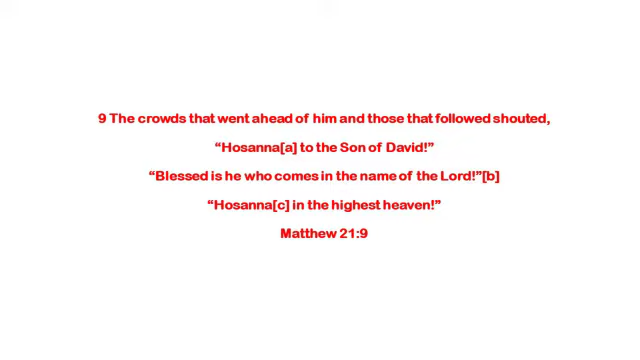 9 The crowds that went ahead of him and those that followed shouted,
“Hosanna[a] to the Son of David!”
“Blessed is he who comes in the name of the Lord!”[b]
“Hosanna[c] in the highest heaven!”
Matthew 21:9